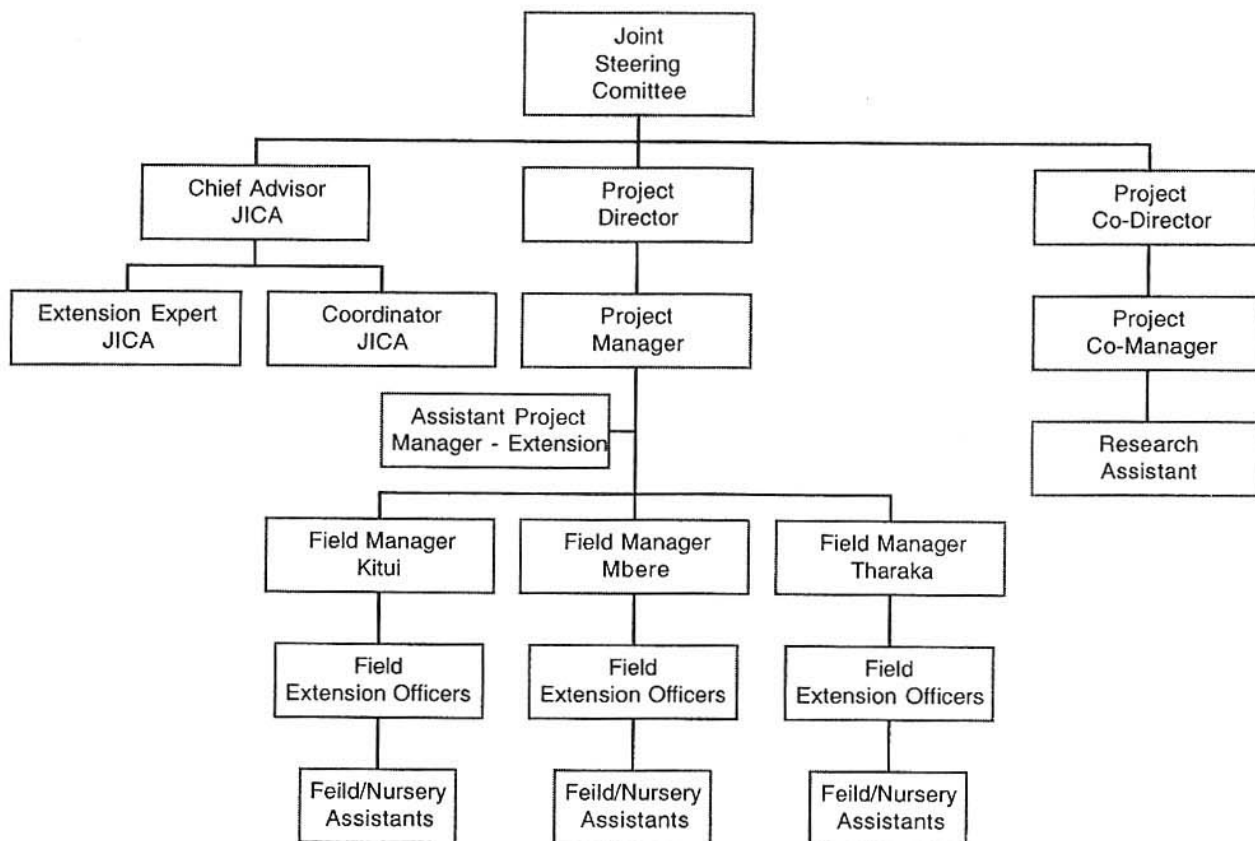 Joint
Steering
Comittee
Chief Advisor
JICA
Project
Director
Project
Co-Director
Extension Expert
JICA
Coordinator
JICA
Project
Manager
Project
Co-Manager
Assistant Project
Manager - Extension
Research
Assistant
Field Manager
Kitui
Field Manager
Mbere
Field Manager
Tharaka
Field
Extension Officers
Field
Extension Officers
Field
Extension Officers
Feild/Nursery
Assistants
Feild/Nursery
Assistants
Feild/Nursery
Assistants